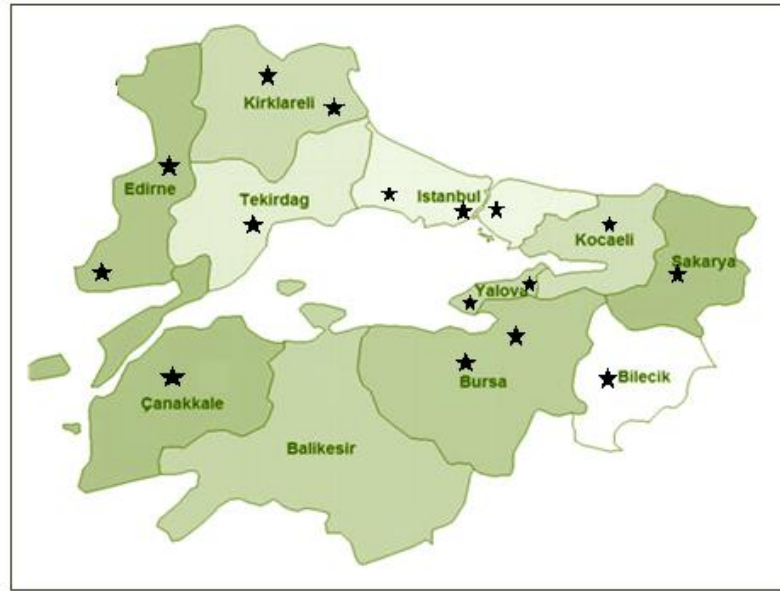 Kirklareli
Edirne
Tekirdag
Istanbul
Kocaeli
Sakarya
Yalova
Çanakkale
Bursa
Bilecik
Balikesir